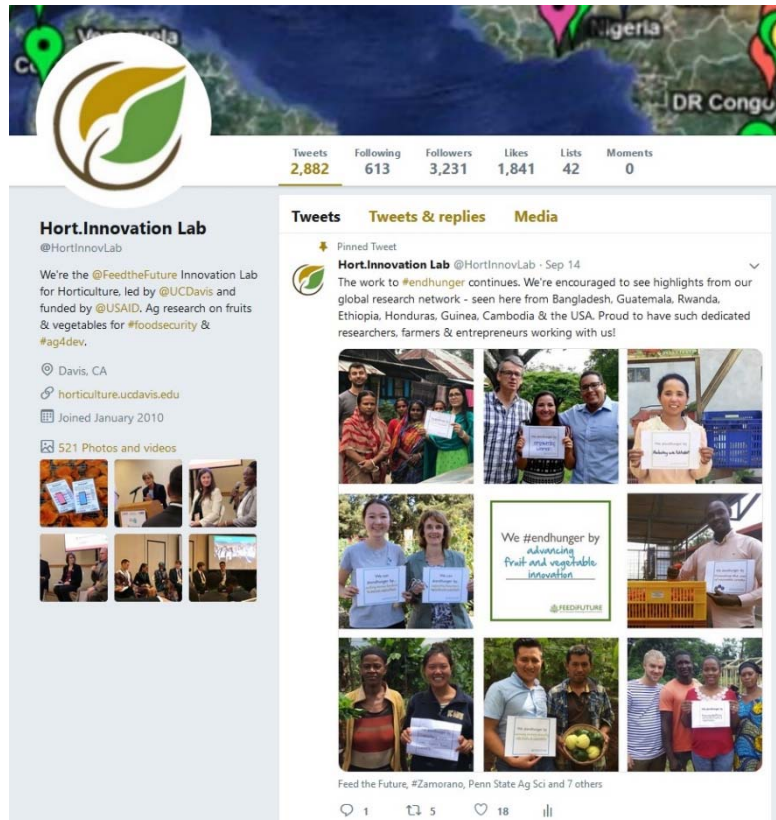 Venezuela
Nigeria
DR Congo
Tweets Following Followers Likes Lists Moments
2,882 613 3,231 1,841 42 0
Hort.Innovation Lab
@HortInnovLab
We're the @FeedtheFuture Innovation Lab
for Horticulture, led by @UCDavis and
funded by @USAID. Ag research on fruits
& vegetables for #foodsecurity &
#ag4dev.
Davis, CA
horticulture.ucdavis.edu
Joined January 2010
521 Photos and videos
Tweets Tweets & replies Media
Pinned Tweet
Hort.Innovation Lab @HortInnovLab · Sep 14
The work to #endhunger continues. We're encouraged to see highlights from our
global research network - seen here from Bangladesh, Guatemala, Rwanda,
Ethiopia, Honduras, Guinea, Cambodia & the USA. Proud to have such dedicated
researchers, farmers & entrepreneurs working with us!
We #endhunger by
advancing
fruit and vegetable
innovation
FEED THE FUTURE
Feed the Future, #Zamorano, Penn State Ag Sci and 7 others
1 5 18